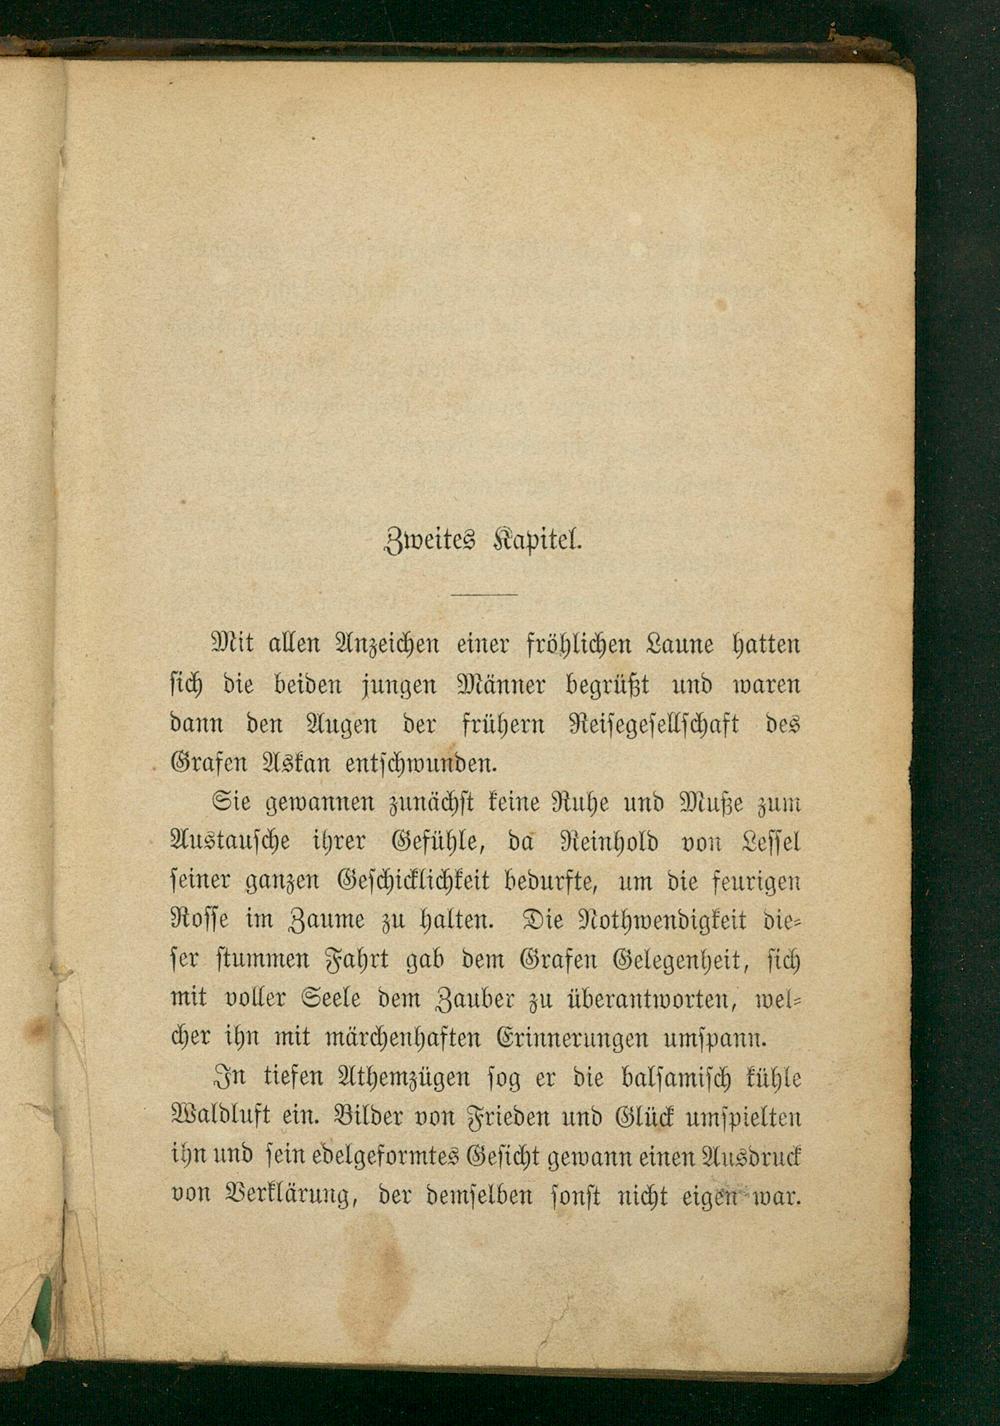 Zweites Kapitel.
Mit allen Anzeichen einer fröhlichen Laune hatten
sich die beiden jungen Männer begrüßt und waren
dann den Augen der frühern Reisegesellschaft des
Grafen Askan entschwunden.
Sie gewannen zunächst keine Ruhe und Muße zum
Austausche ihrer Gefühle, da Reinhold von Lessel
seiner ganzen Geschicklichkeit bedurfte, um die feurigen
Rosse im Zaume zu halten. Die Nothwendigkeit die-
ser stummen Fahrt gab dem Grafen Gelegenheit, sich
mit voller Seele dem Zauber zu überantworten, wel-
cher ihn mit märchenhaften Erinnerungen umspann.
In tiefen Athemzügen sog er die balsamisch kühle
Waldluft ein. Bilder von Frieden und Glück umspielten
ihn und sein edelgeformtes Gesicht gewann einen Ausdruck
von Verklärung, der demselben sonst nicht eigen war.